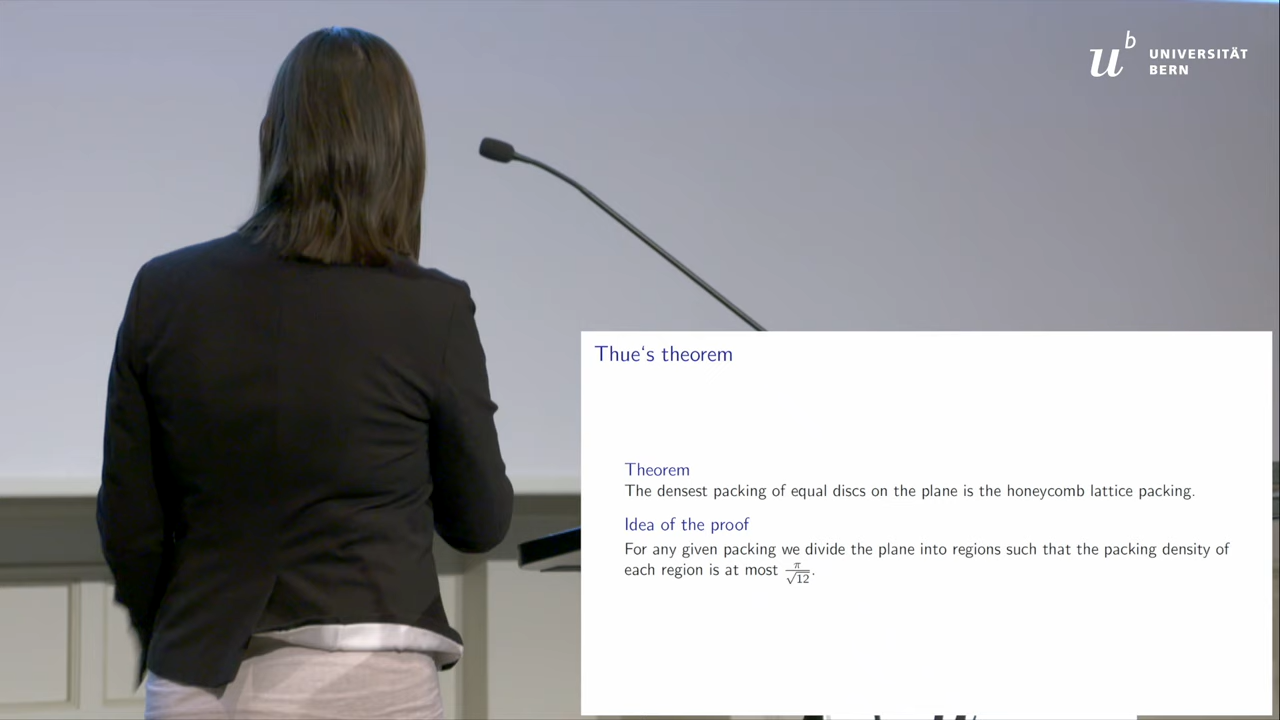 u b UNIVERSITÄT
BERN
Thue‘s theorem
Theorem
The densest packing of equal discs on the plane is the honeycomb lattice packing.
Idea of the proof
For any given packing we divide the plane into regions such that the packing density of
each region is at most π/√12.